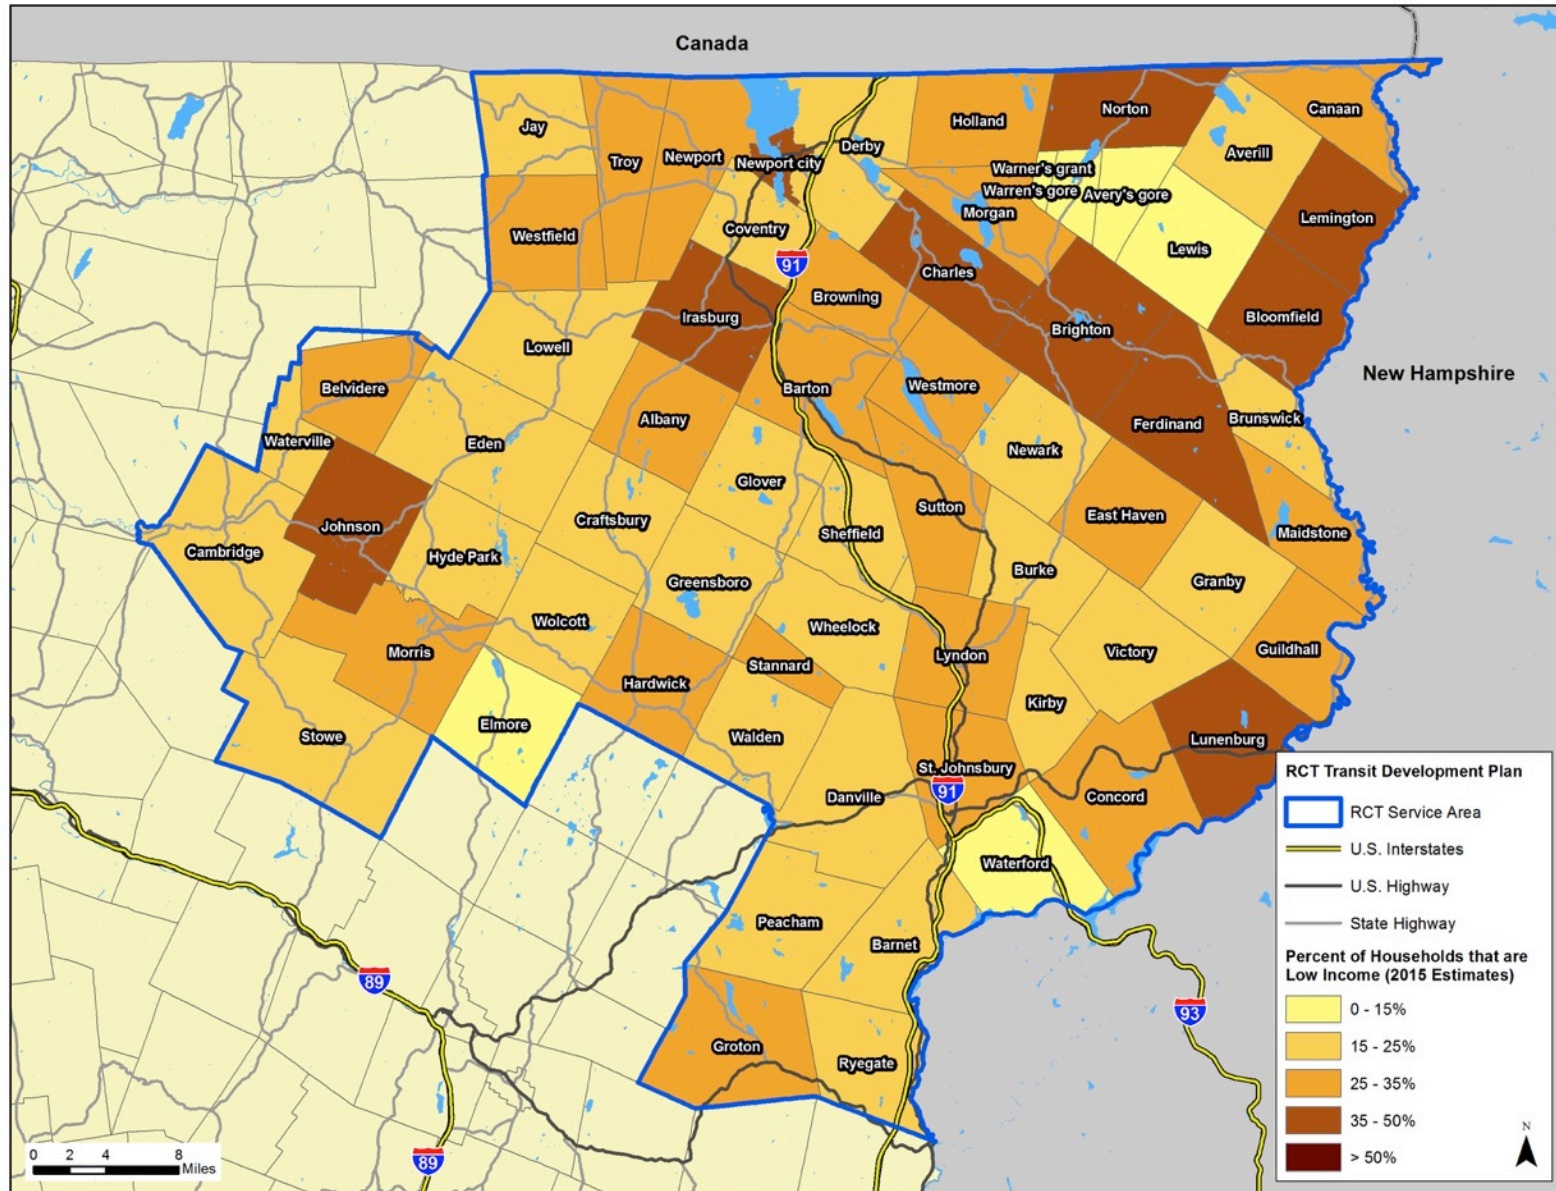 Canada
Jay
Troy
Newport
Newport city
Derby
Holland
Norton
Canaan
Averill
Warner's grant
Warren's gore
Avery's gore
Morgan
Lemington
Westfield
Coventry
Lewis
91
Charles
Browning
Irasburg
Bloomfield
Brighton
Lowell
New Hampshire
Belvidere
Barton
Westmore
Albany
Ferdinand
Brunswick
Waterville
Eden
Newark
Glover
Sutton
East Haven
Johnson
Craftsbury
Sheffield
Maidstone
Cambridge
Hyde Park
Greensboro
Burke
Granby
Wolcott
Wheelock
Morris
Stannard
Lyndon
Victory
Guildhall
Hardwick
Kirby
Elmore
Stowe
Walden
Lunenburg
St. Johnsbury
91
Danville
Concord
Waterford
Peacham
Barnet
89
93
Groton
Ryegate
89
RCT Transit Development Plan
RCT Service Area
U.S. Interstates
U.S. Highway
State Highway
Percent of Households that are
Low Income (2015 Estimates)
0 - 15%
15 - 25%
25 - 35%
35 - 50%
> 50%
N
0 2 4 8
Miles